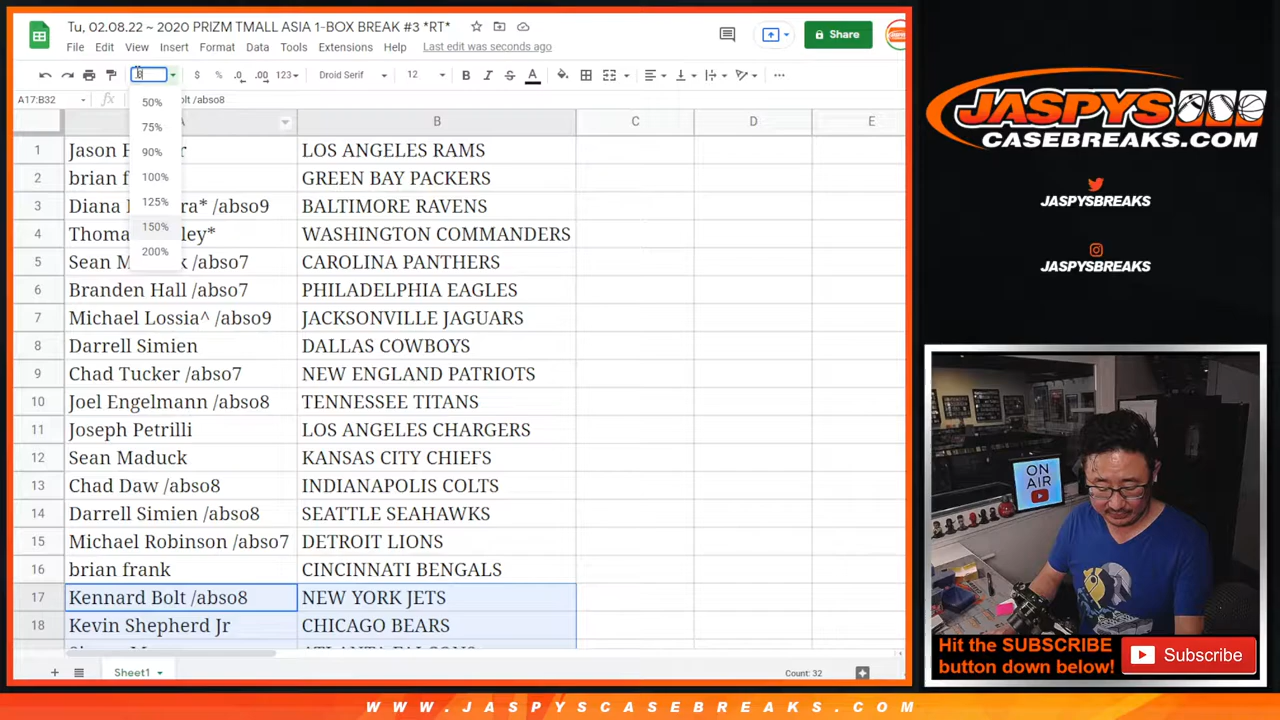 Tu, 02.08.22 ~ 2020 PRIZM TMALL ASIA 1-BOX BREAK #3 *RT*
File Edit View Insert Format Data Tools Extensions Help Last edit was seconds ago
Share
$ % .0 .00 123 Droid Serif 12 B I S A
A17:B32 fx /abso8
50%
75%
90%
100%
125%
150%
200%
B C D E
1 Jason LOS ANGELES RAMS
2 brian GREEN BAY PACKERS
3 Diana /abso9 BALTIMORE RAVENS
4 WASHINGTON COMMANDERS
5 Sean /abso7 CAROLINA PANTHERS
6 Branden Hall /abso7 PHILADELPHIA EAGLES
7 Michael Lossia^ /abso9 JACKSONVILLE JAGUARS
8 Darrell Simien DALLAS COWBOYS
9 Chad Tucker /abso7 NEW ENGLAND PATRIOTS
10 Joel Engelmann /abso8 TENNESSEE TITANS
11 Joseph Petrilli LOS ANGELES CHARGERS
12 Sean Maduck KANSAS CITY CHIEFS
13 Chad Daw /abso8 INDIANAPOLIS COLTS
14 Darrell Simien /abso8 SEATTLE SEAHAWKS
15 Michael Robinson /abso7 DETROIT LIONS
16 brian frank CINCINNATI BENGALS
17 Kennard Bolt /abso8 NEW YORK JETS
18 Kevin Shepherd Jr CHICAGO BEARS
ATLANTA FALCONS
Sheet1
Count: 32
JASPYS
CASEBREAKS.COM
JASPYSBREAKS
JASPYSBREAKS
ON
AIR
Hit the SUBSCRIBE
button down below!
Subscribe
WWW.JASPYSCASEBREAKS.COM